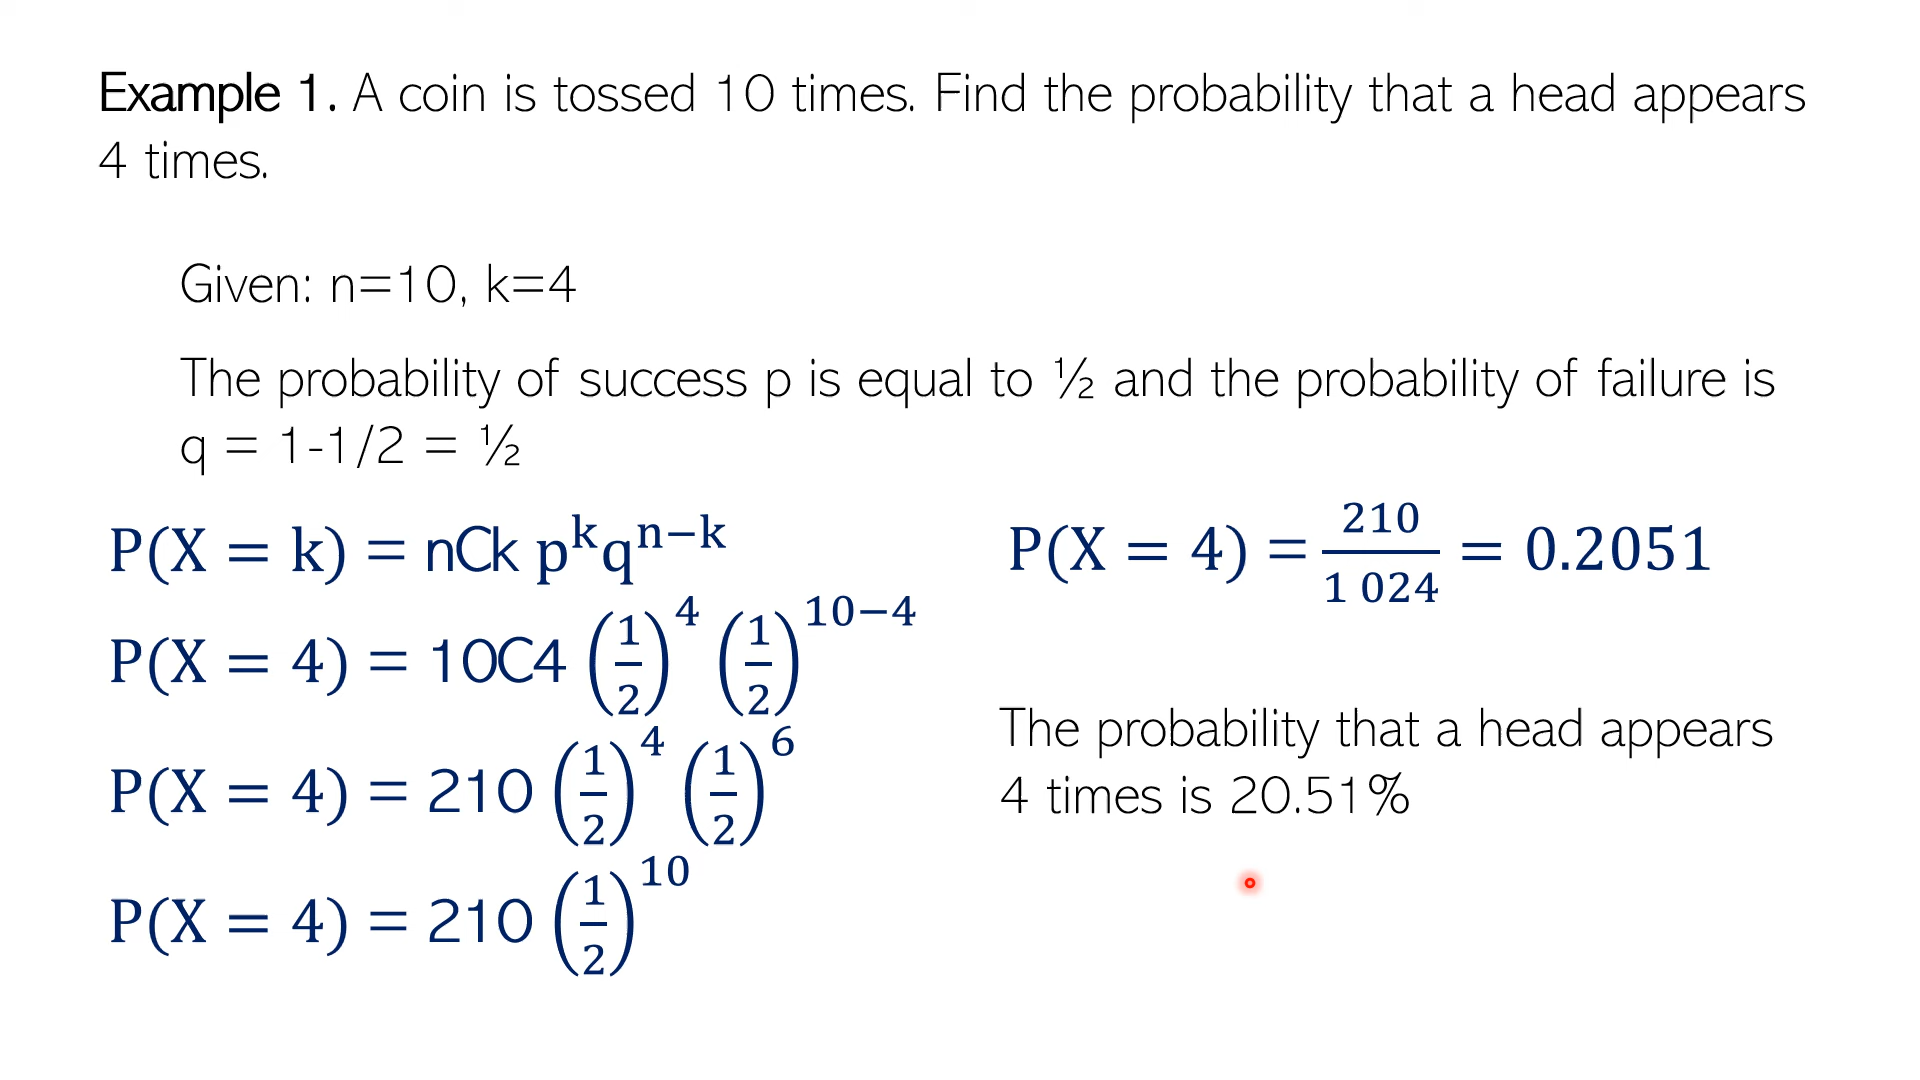 Example 1. A coin is tossed 10 times. Find the probability that a head appears
4 times.
Given: n=10, k=4
The probability of success p is equal to ½ and the probability of failure is
q = 1-1/2 = ½
P(X = k) = nCk p^k q^(n−k)
P(X = 4) = 10C4 (1/2)^4 (1/2)^(10−4)
P(X = 4) = 210 (1/2)^4 (1/2)^6
P(X = 4) = 210 (1/2)^10
P(X = 4) = 210/1 024 = 0.2051
The probability that a head appears
4 times is 20.51%